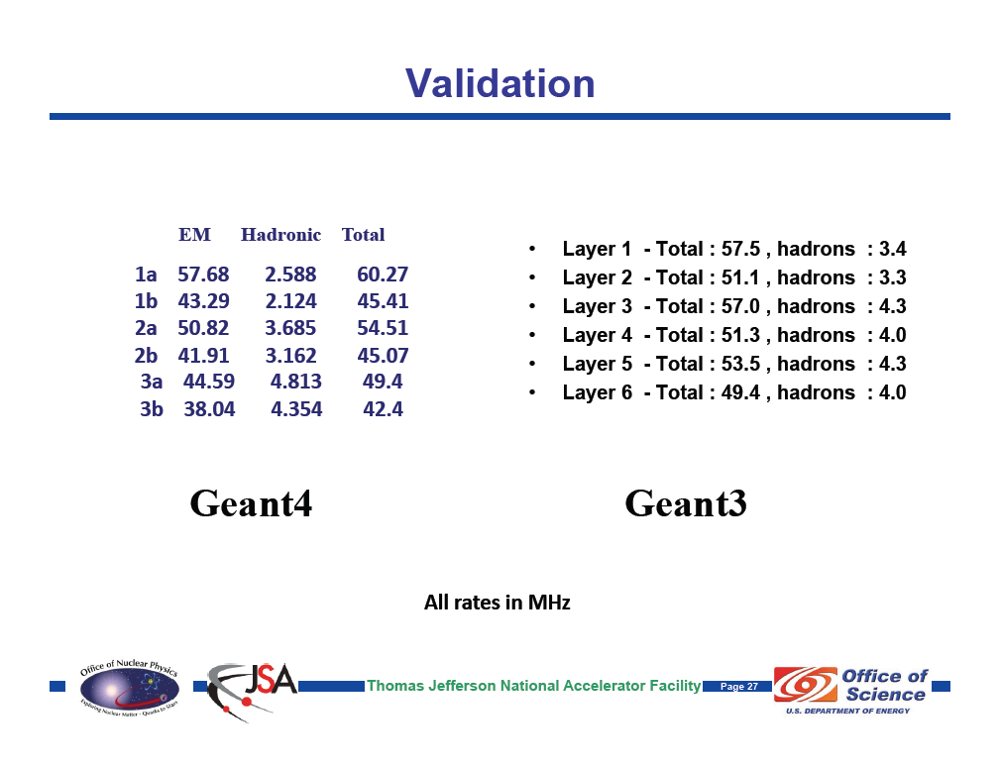 Validation
EM Hadronic Total
1a 57.68 2.588 60.27
1b 43.29 2.124 45.41
2a 50.82 3.685 54.51
2b 41.91 3.162 45.07
3a 44.59 4.813 49.4
3b 38.04 4.354 42.4
Geant4
• Layer 1 - Total : 57.5 , hadrons : 3.4
• Layer 2 - Total : 51.1 , hadrons : 3.3
• Layer 3 - Total : 57.0 , hadrons : 4.3
• Layer 4 - Total : 51.3 , hadrons : 4.0
• Layer 5 - Total : 53.5 , hadrons : 4.3
• Layer 6 - Total : 49.4 , hadrons : 4.0
Geant3
All rates in MHz
Office of Nuclear Physics
Exploring Nuclear Matter - Quarks to Stars
JSA
Thomas Jefferson National Accelerator Facility
Page 27
Office of
Science
U.S. DEPARTMENT OF ENERGY